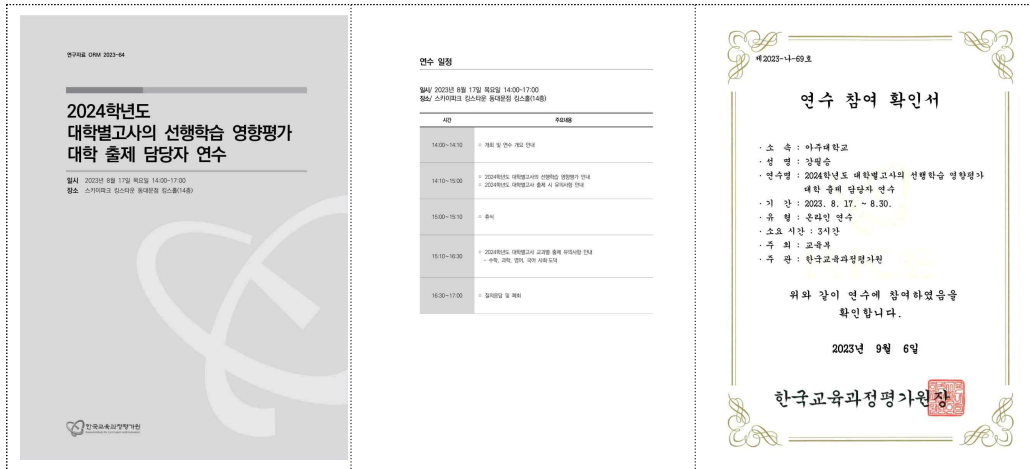 연구자료 ORM 2023-64
2024학년도
대학별고사의 선행학습 영향평가
대학 출제 담당자 연수
일시 2023년 8월 17일 목요일 14:00-17:00
장소 스카이파크 킹스타운 동대문점 킹스홀(14층)
한국교육과정평가원
연수 일정
일시/ 2023년 8월 17일 목요일 14:00-17:00
장소/ 스카이파크 킹스타운 동대문점 킹스홀(14층)
시간 주요내용
14:00~14:10 ▫ 개회 및 연수 개요 안내
14:10~15:00 ▫ 2024학년도 대학별고사의 선행학습 영향평가 안내
▫ 2024학년도 대학별고사 출제 시 유의사항 안내
15:00~15:10 ▫ 휴식
15:10~16:30 ▫ 2024학년도 대학별고사 교과별 출제 유의사항 안내
- 수학, 과학, 영어, 국어 사회·도덕
16:30~17:00 ▫ 질의응답 및 폐회
제2023-나-69호
연수 참여 확인서
· 소 속 : 아주대학교
· 성 명 : 강필승
· 연수명 : 2024학년도 대학별고사의 선행학습 영향평가
대학 출제 담당자 연수
· 기 간 : 2023. 8. 17. ~ 8.30.
· 유 형 : 온라인 연수
· 소요 시간 : 3시간
· 주 최 : 교육부
· 주 관 : 한국교육과정평가원
위와 같이 연수에 참여하였음을
확인합니다.
2023년 9월 6일
한국교육과정평가원장